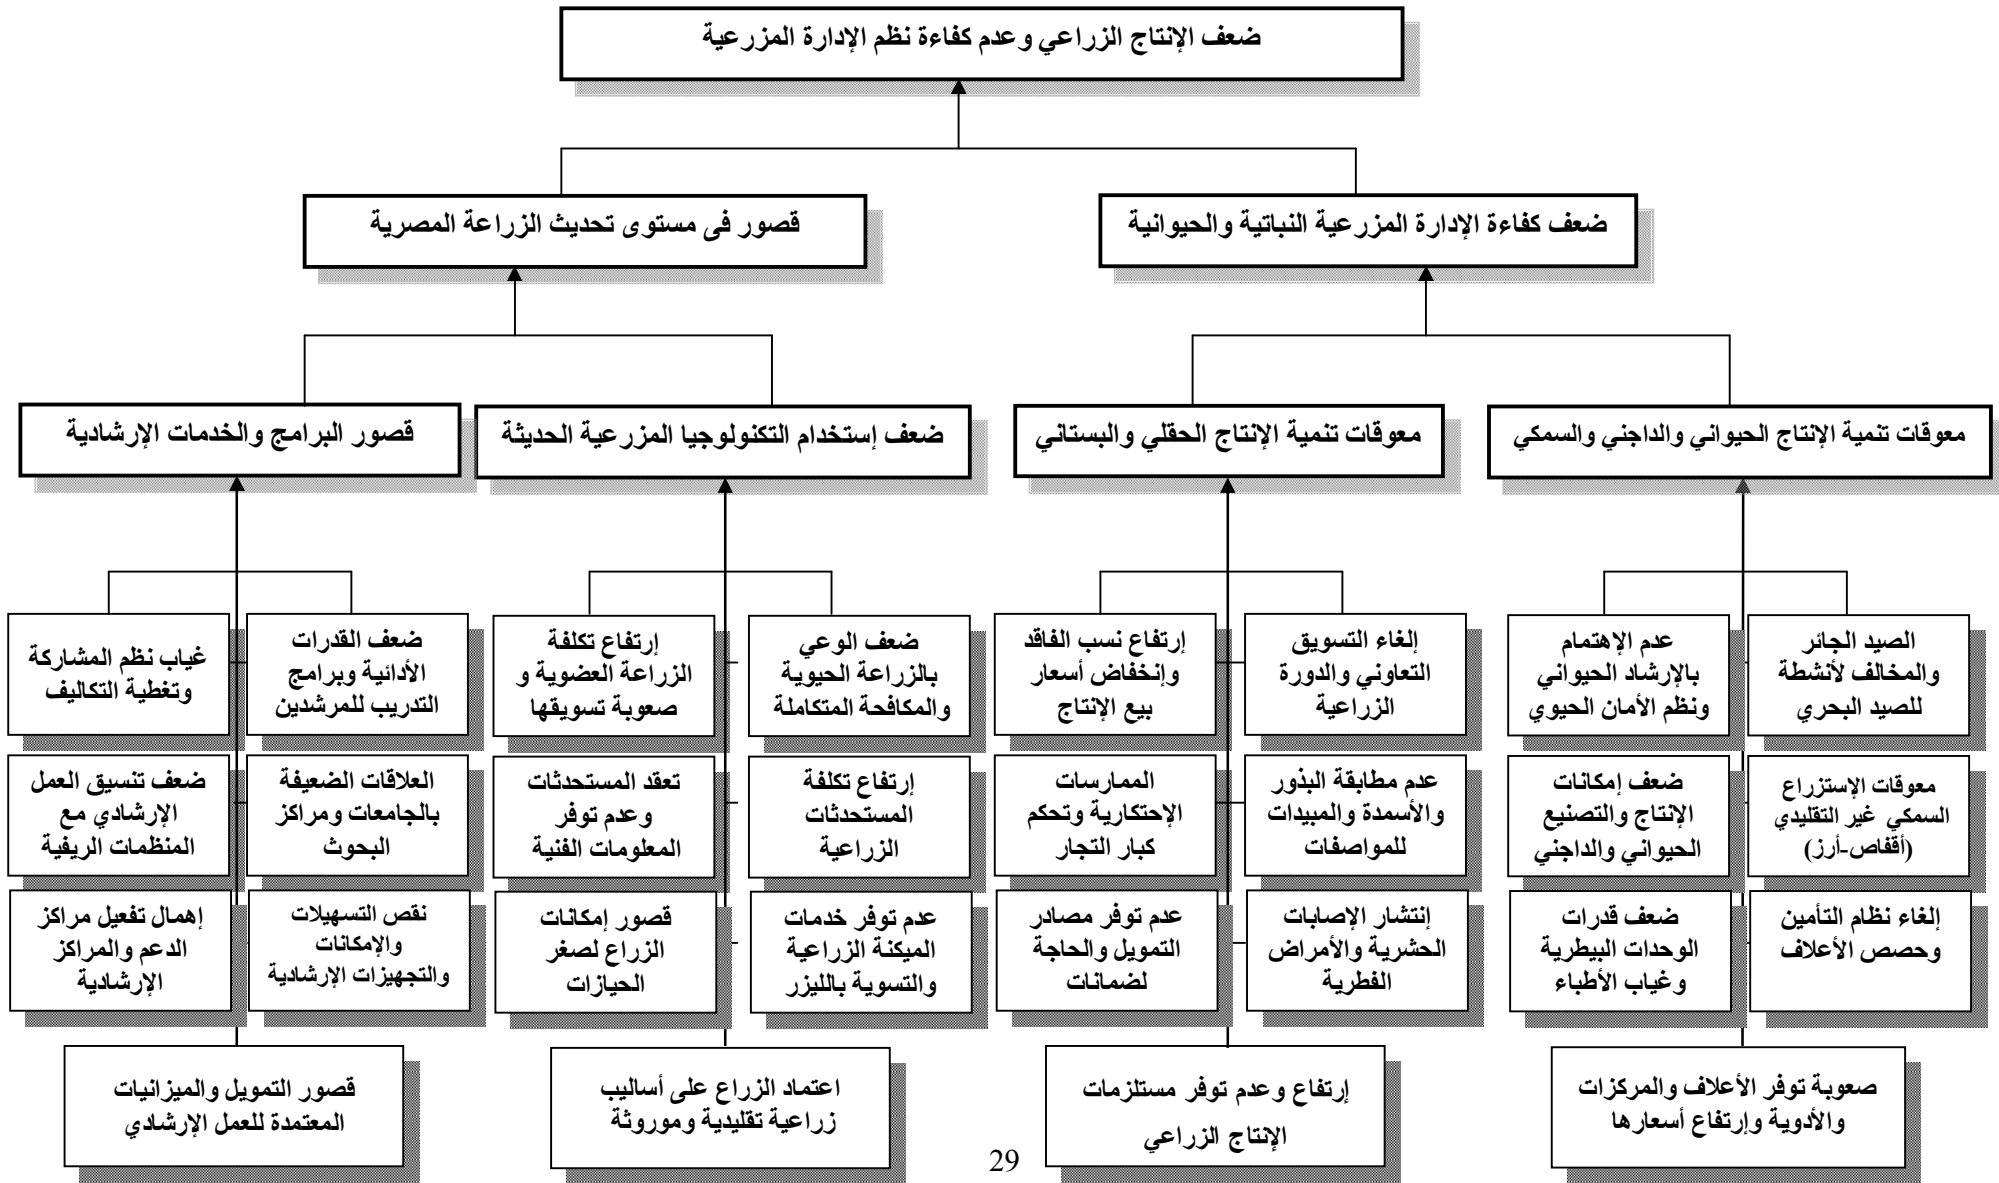 ضعف الإنتاج الزراعي وعدم كفاءة نظم الإدارة المزرعية
ضعف كفاءة الإدارة المزرعية النباتية والحيوانية
قصور فى مستوى تحديث الزراعة المصرية
معوقات تنمية الإنتاج الحيواني والداجني والسمكي
معوقات تنمية الإنتاج الحقلي والبستاني
ضعف إستخدام التكنولوجيا المزرعية الحديثة
قصور البرامج والخدمات الإرشادية
الصيد الجائر
والمخالف لأنشطة
للصيد البحري
عدم الإهتمام
بالإرشاد الحيواني
ونظم الأمان الحيوي
إلغاء التسويق
التعاوني والدورة
الزراعية
إرتفاع نسب الفاقد
وإنخفاض أسعار
بيع الإنتاج
ضعف الوعي
بالزراعة الحيوية
والمكافحة المتكاملة
إرتفاع تكلفة
الزراعة العضوية و
صعوبة تسويقها
ضعف القدرات
الأدائية وبرامج
التدريب للمرشدين
غياب نظم المشاركة
وتغطية التكاليف
معوقات الإستزراع
السمكي غير التقليدي
(أقفاص-أرز)
ضعف إمكانات
الإنتاج والتصنيع
الحيواني والداجني
عدم مطابقة البذور
والأسمدة والمبيدات
للمواصفات
الممارسات
الإحتكارية وتحكم
كبار التجار
إرتفاع تكلفة
المستحدثات
الزراعية
تعقد المستحدثات
وعدم توفر
المعلومات الفنية
العلاقات الضعيفة
بالجامعات ومراكز
البحوث
ضعف تنسيق العمل
الإرشادي مع
المنظمات الريفية
إلغاء نظام التأمين
وحصص الأعلاف
ضعف قدرات
الوحدات البيطرية
وغياب الأطباء
إنتشار الإصابات
الحشرية والأمراض
الفطرية
عدم توفر مصادر
التمويل والحاجة
لضمانات
عدم توفر خدمات
الميكنة الزراعية
والتسوية بالليزر
قصور إمكانات
الزراع لصغر
الحيازات
نقص التسهيلات
والإمكانات
والتجهيزات الإرشادية
إهمال تفعيل مراكز
الدعم والمراكز
الإرشادية
صعوبة توفر الأعلاف والمركزات
والأدوية وإرتفاع أسعارها
إرتفاع وعدم توفر مستلزمات
الإنتاج الزراعي
اعتماد الزراع على أساليب
زراعية تقليدية وموروثة
قصور التمويل والميزانيات
المعتمدة للعمل الإرشادي
29